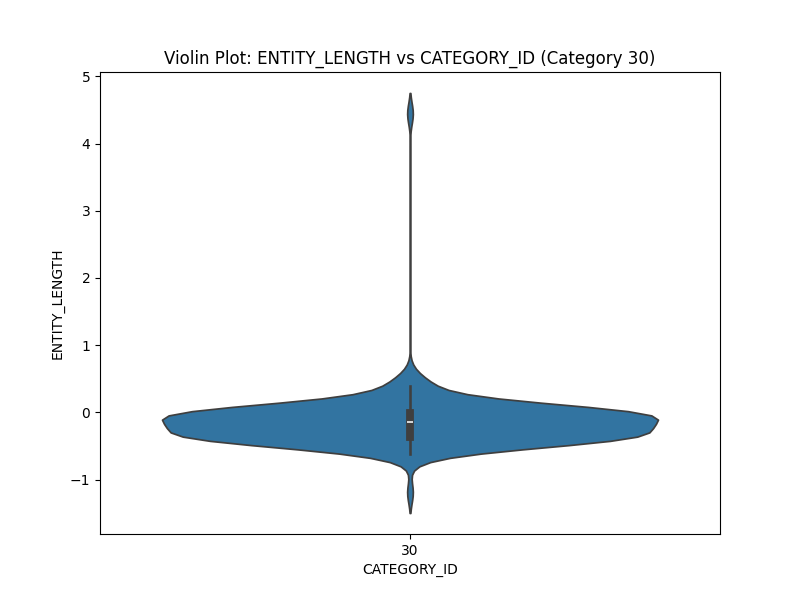 Violin Plot: ENTITY_LENGTH vs CATEGORY_ID (Category 30)
5
4
3
2
1
0
−1
ENTITY_LENGTH
30
CATEGORY_ID